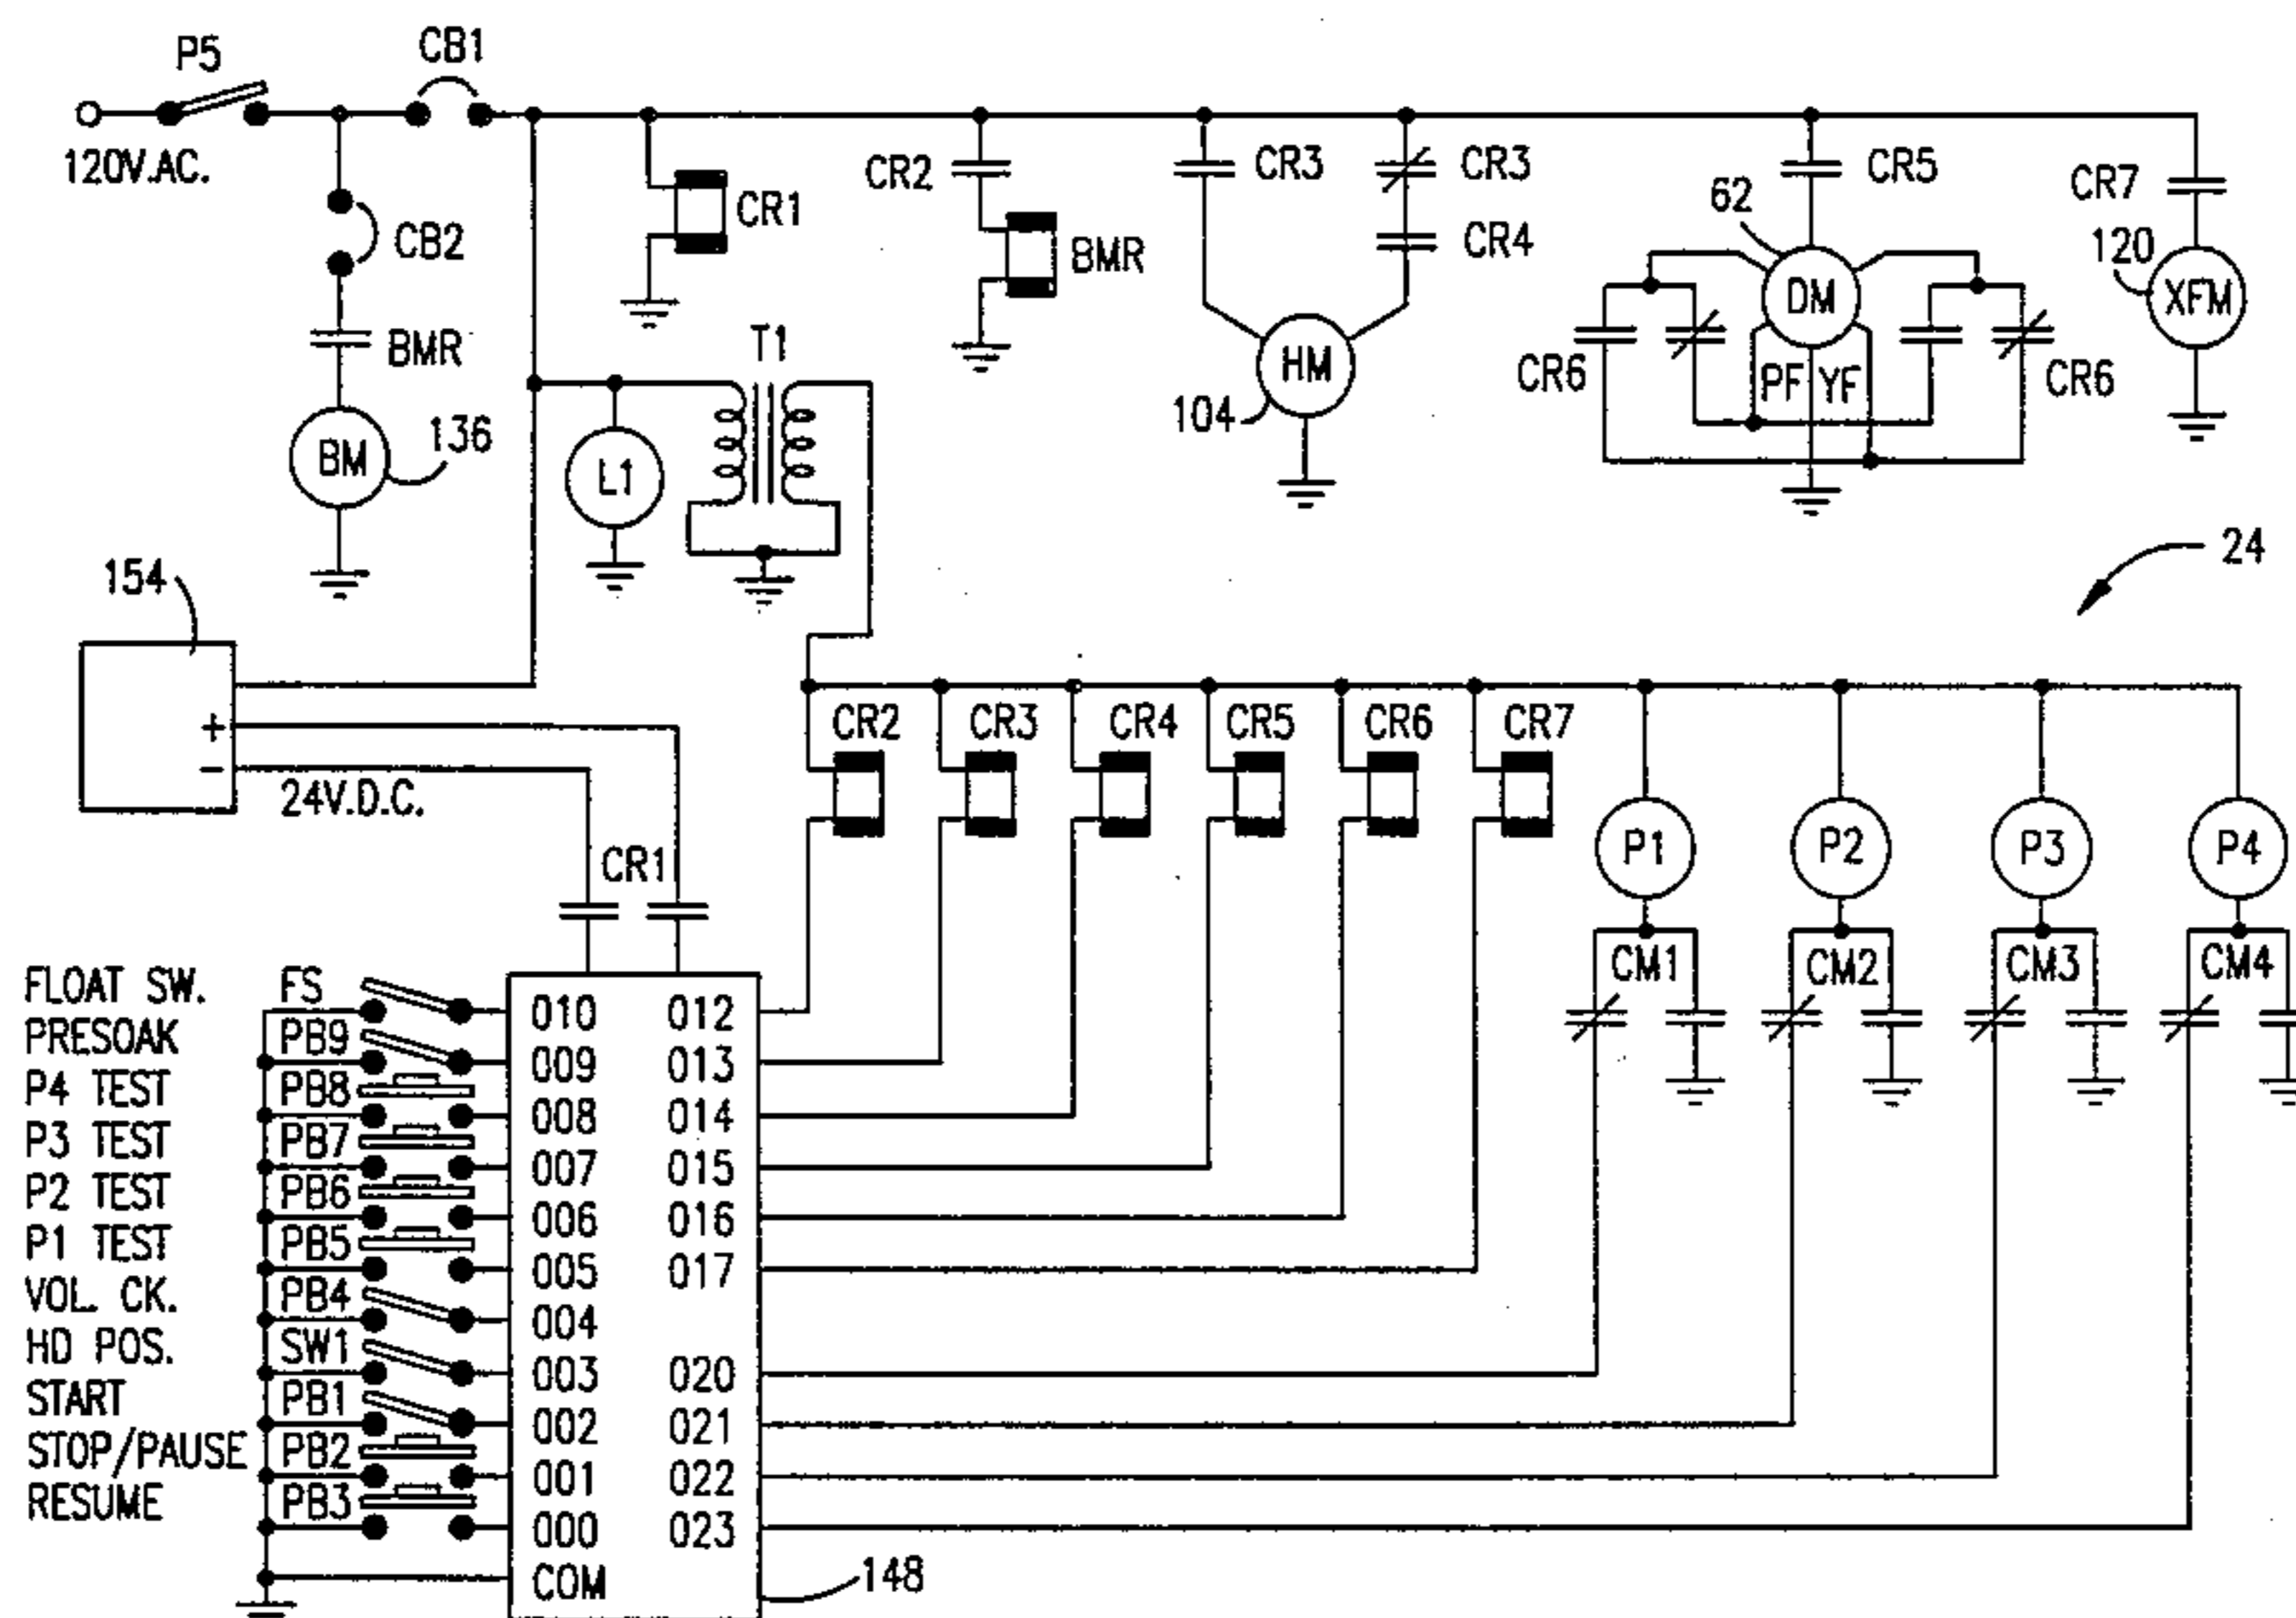 P5
CB1
120V.AC.
CB2
CR1
CR2
BMR
CR3
CR3
CR4
CR5
62
CR7
120
XFM
DM
CR6
PF
YF
CR6
HM
104
BMR
BM
136
T1
L1
24
154
+
−
24V.D.C.
CR1
CR2
CR3
CR4
CR5
CR6
CR7
P1
P2
P3
P4
CM1
CM2
CM3
CM4
FLOAT SW. FS 010 012
PRESOAK PB9 009 013
P4 TEST PB8 008 014
P3 TEST PB7 007 015
P2 TEST PB6 006 016
P1 TEST PB5 005 017
VOL. CK. PB4 004
HD POS. SW1 003 020
START PB1 002 021
STOP/PAUSE PB2 001 022
RESUME PB3 000 023
COM
148